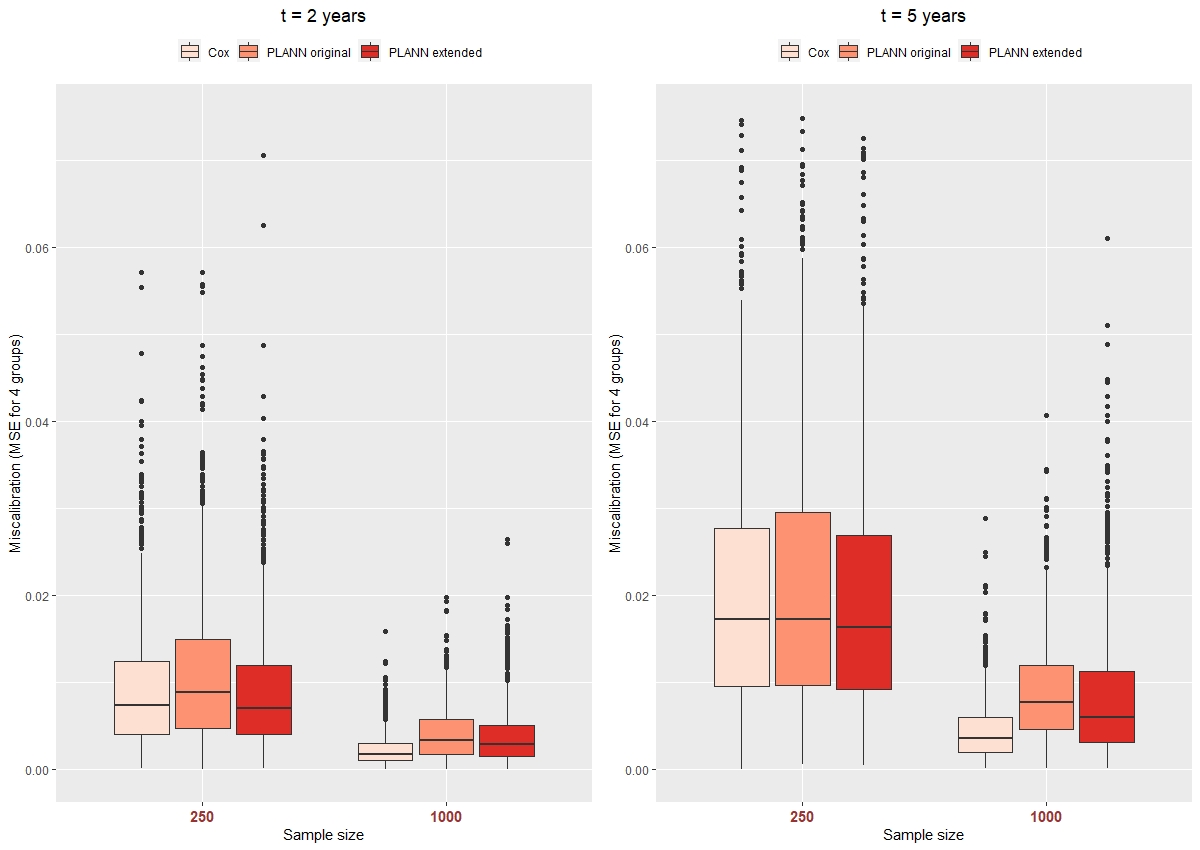 t = 2 years
Cox PLANN original PLANN extended
Miscalibration (MSE for 4 groups)
0.06
0.04
0.02
0.00
250 1000
Sample size
t = 5 years
Cox PLANN original PLANN extended
Miscalibration (MSE for 4 groups)
0.06
0.04
0.02
0.00
250 1000
Sample size